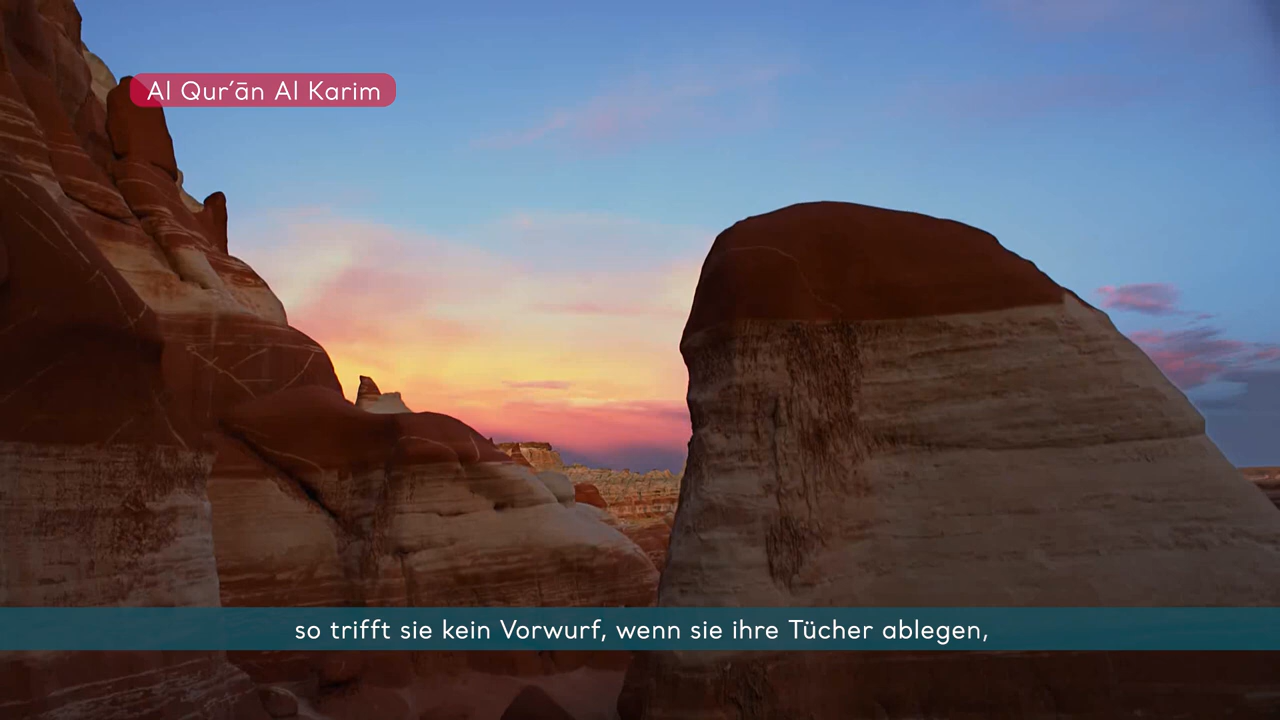 Al Qur’ān Al Karim
so trifft sie kein Vorwurf, wenn sie ihre Tücher ablegen,